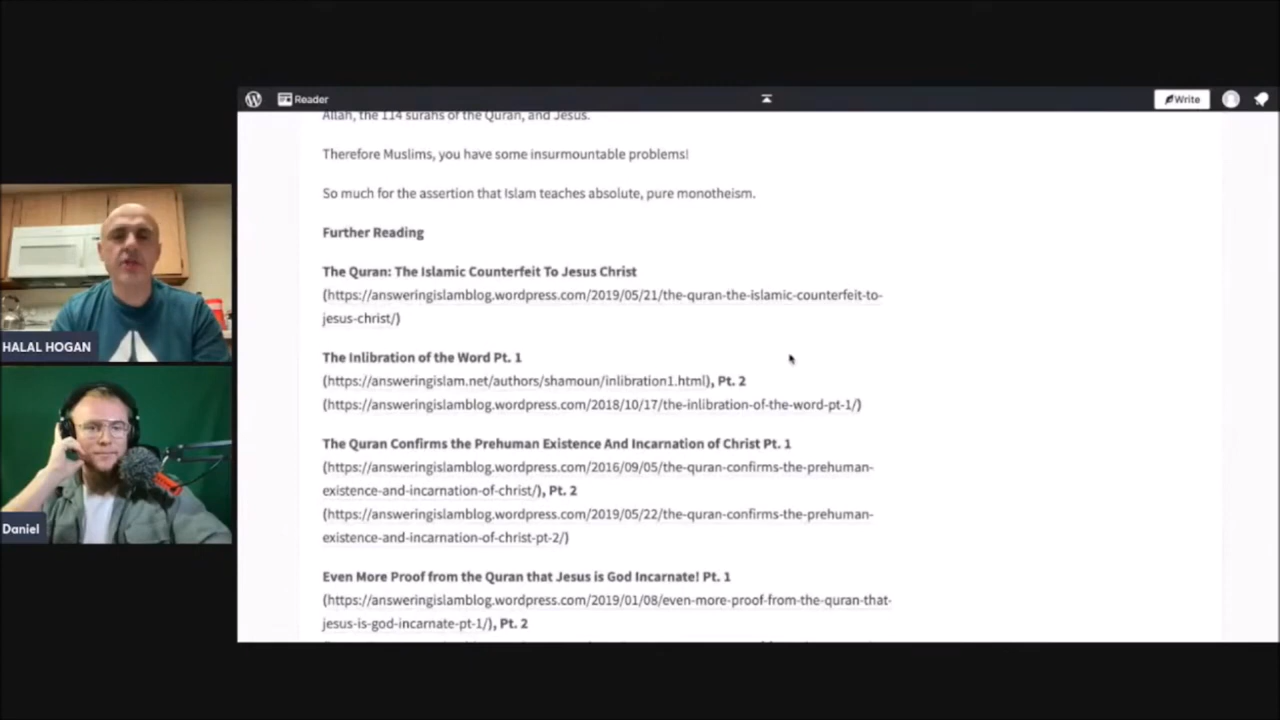 Reader
Write
Allah, the 114 surahs of the Quran, and Jesus.
Therefore Muslims, you have some insurmountable problems!
So much for the assertion that Islam teaches absolute, pure monotheism.
Further Reading
The Quran: The Islamic Counterfeit To Jesus Christ
(https://answeringislamblog.wordpress.com/2019/05/21/the-quran-the-islamic-counterfeit-to-
jesus-christ/)
The Inlibration of the Word Pt. 1
(https://answeringislam.net/authors/shamoun/inlibration1.html), Pt. 2
(https://answeringislamblog.wordpress.com/2018/10/17/the-inlibration-of-the-word-pt-1/)
The Quran Confirms the Prehuman Existence And Incarnation of Christ Pt. 1
(https://answeringislamblog.wordpress.com/2016/09/05/the-quran-confirms-the-prehuman-
existence-and-incarnation-of-christ/), Pt. 2
(https://answeringislamblog.wordpress.com/2019/05/22/the-quran-confirms-the-prehuman-
existence-and-incarnation-of-christ-pt-2/)
Even More Proof from the Quran that Jesus is God Incarnate! Pt. 1
(https://answeringislamblog.wordpress.com/2019/01/08/even-more-proof-from-the-quran-that-
jesus-is-god-incarnate-pt-1/), Pt. 2
HALAL HOGAN
Daniel